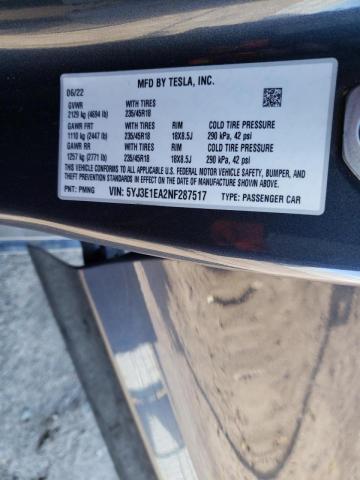 MFD BY TESLA, INC.
06/22
GVWR WITH TIRES
2129 kg (4694 lb) 235/45R18
GAWR FRT WITH TIRES RIM COLD TIRE PRESSURE
1110 kg (2447 lb) 235/45R18 18X8.5J 290 kPa, 42 psi
GAWR RR WITH TIRES RIM COLD TIRE PRESSURE
1257 kg (2771 lb) 235/45R18 18X8.5J 290 kPa, 42 psi
THIS VEHICLE CONFORMS TO ALL APPLICABLE U.S. FEDERAL MOTOR VEHICLE SAFETY, BUMPER, AND
THEFT PREVENTION STANDARDS IN EFFECT ON THE DATE OF MANUFACTURE SHOWN ABOVE.
PNT: PMNG VIN: 5YJ3E1EA2NF287517 TYPE: PASSENGER CAR